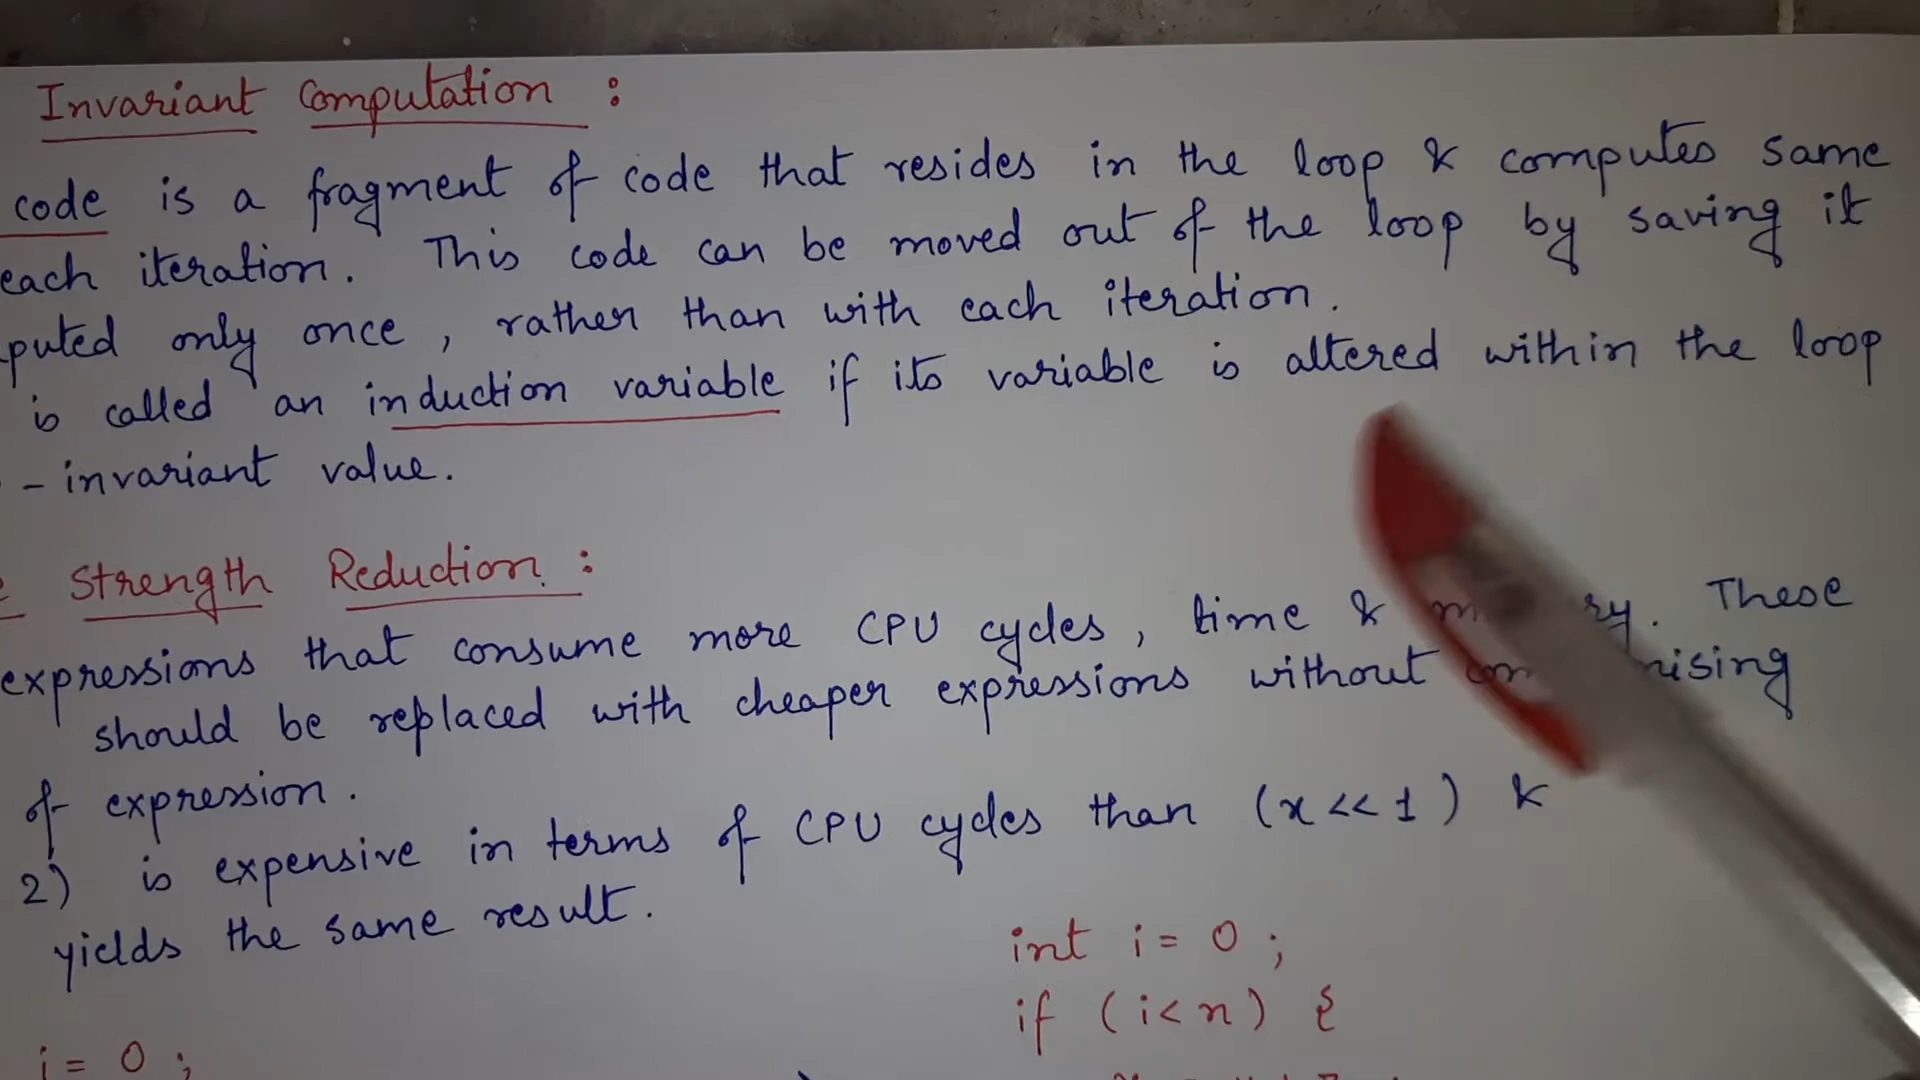 Invariant Computation :
code is a fragment of code that resides in the loop & computes same
each iteration. This code can be moved out of the loop by saving it
puted only once, rather than with each iteration.
is called an induction variable if its variable is altered within the loop
- invariant value.
Strength Reduction :
expressions that consume more CPU cycles, time & These
should be replaced with cheaper expressions without
of expression.
2) is expensive in terms of CPU cycles than (x<<1) &
yields the same result.
int i = 0 ;
if (i<n) {
i = 0 ;